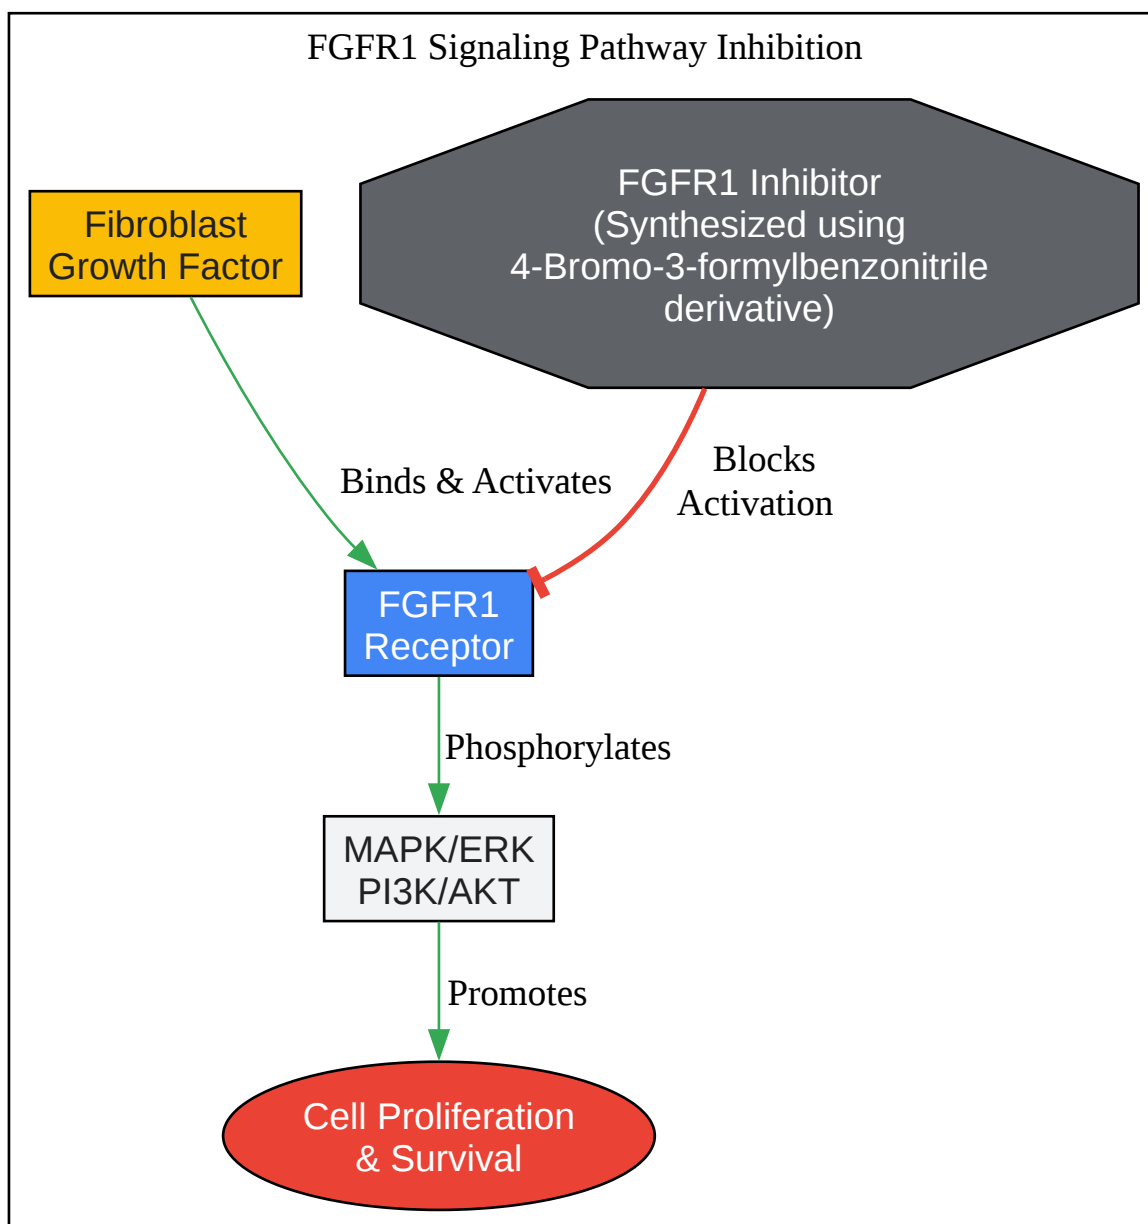 FGFR1 Signaling Pathway Inhibition
Fibroblast
Growth Factor
FGFR1 Inhibitor
(Synthesized using
4-Bromo-3-formylbenzonitrile
derivative)
Binds & Activates
Blocks
Activation
FGFR1
Receptor
Phosphorylates
MAPK/ERK
PI3K/AKT
Promotes
Cell Proliferation
& Survival